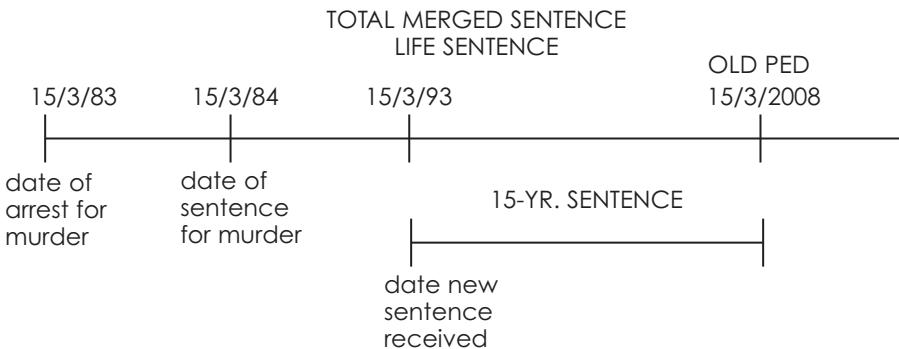 TOTAL MERGED SENTENCE
LIFE SENTENCE
OLD PED
15/3/83
15/3/84
15/3/93
15/3/2008
date of
arrest for
murder
date of
sentence
for murder
15-YR. SENTENCE
date new
sentence
received